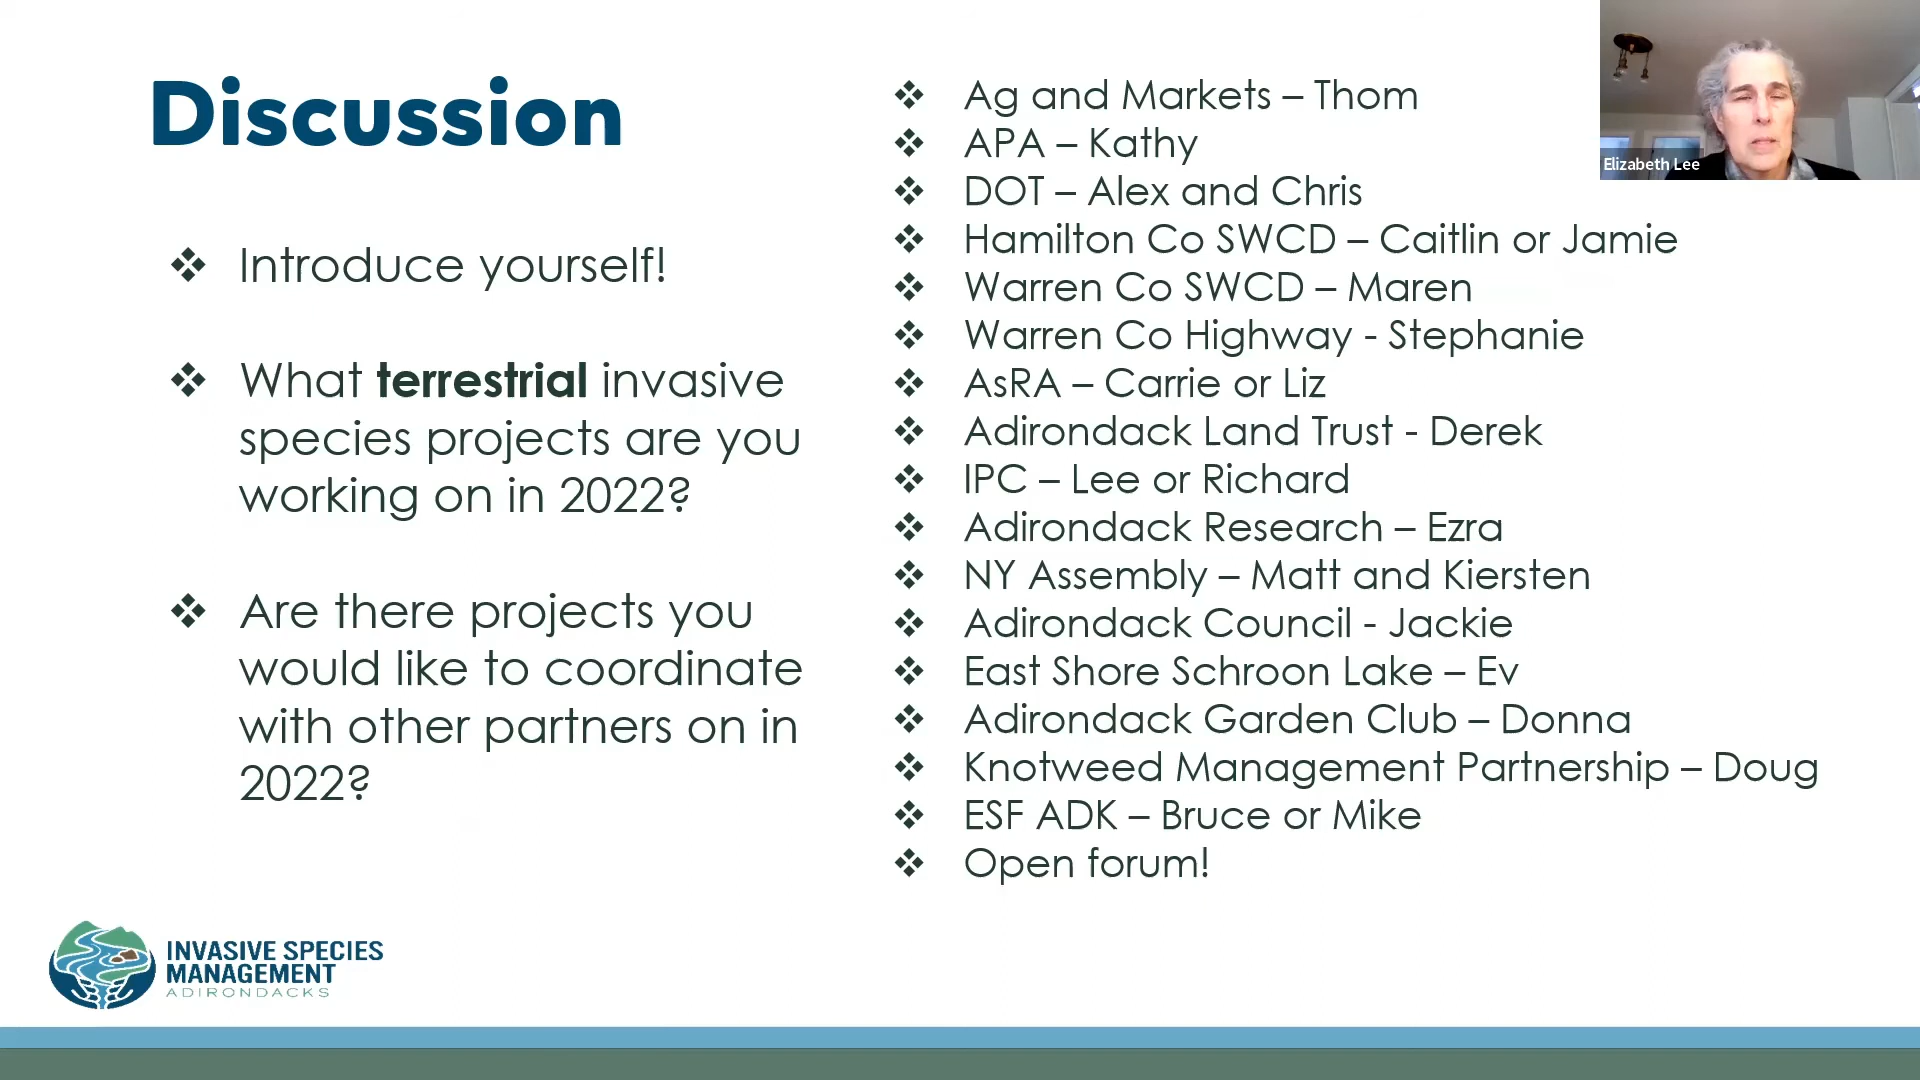 Discussion
Introduce yourself!
What terrestrial invasive
species projects are you
working on in 2022?
Are there projects you
would like to coordinate
with other partners on in
2022?
Ag and Markets – Thom
APA – Kathy
DOT – Alex and Chris
Hamilton Co SWCD – Caitlin or Jamie
Warren Co SWCD – Maren
Warren Co Highway - Stephanie
AsRA – Carrie or Liz
Adirondack Land Trust - Derek
IPC – Lee or Richard
Adirondack Research – Ezra
NY Assembly – Matt and Kiersten
Adirondack Council - Jackie
East Shore Schroon Lake – Ev
Adirondack Garden Club – Donna
Knotweed Management Partnership – Doug
ESF ADK – Bruce or Mike
Open forum!
Elizabeth Lee
INVASIVE SPECIES
MANAGEMENT
ADIRONDACKS